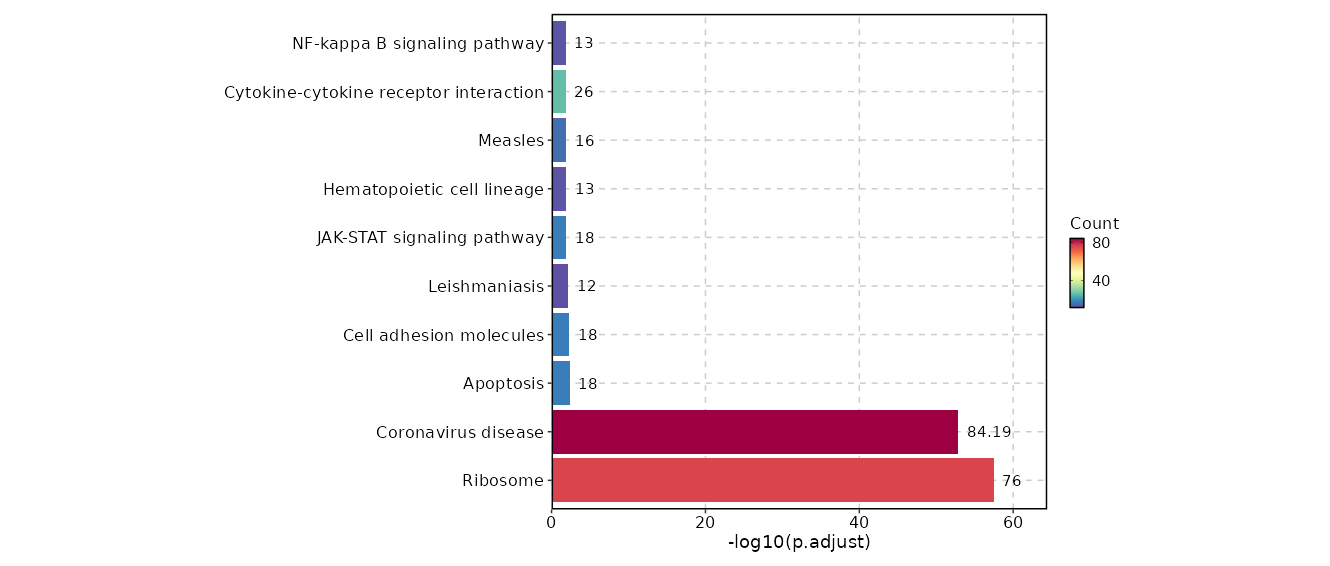 NF-kappa B signaling pathway 13
Cytokine-cytokine receptor interaction 26
Measles 16
Hematopoietic cell lineage 13
JAK-STAT signaling pathway 18
Leishmaniasis 12
Cell adhesion molecules 18
Apoptosis 18
Coronavirus disease 84.19
Ribosome 76
0 20 40 60
-log10(p.adjust)
Count
80
40